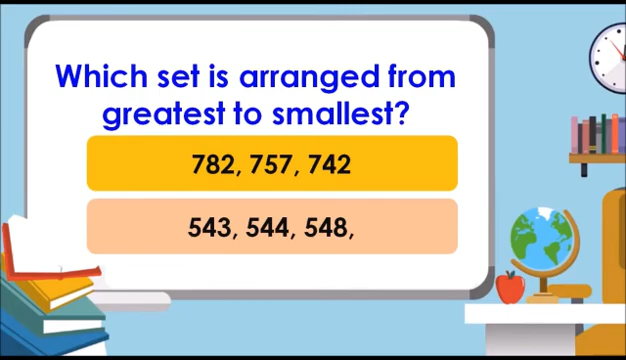 Which set is arranged from
greatest to smallest?
782, 757, 742
543, 544, 548,